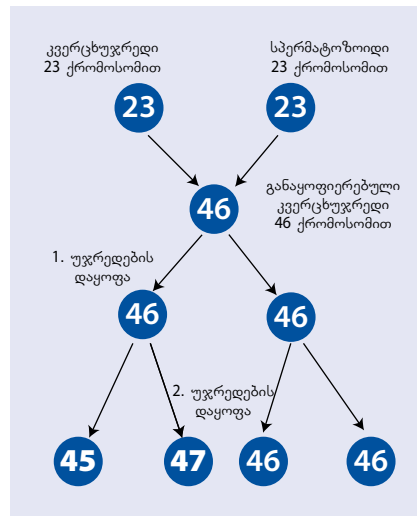 კვერცხუჯრედი
23 ქრომოსომით
სპერმატოზოიდი
23 ქრომოსომით
23
23
46
განაყოფიერებული
კვერცხუჯრედი
46 ქრომოსომით
1. უჯრედების
დაყოფა
46
46
2. უჯრედების
დაყოფა
45
47
46
46